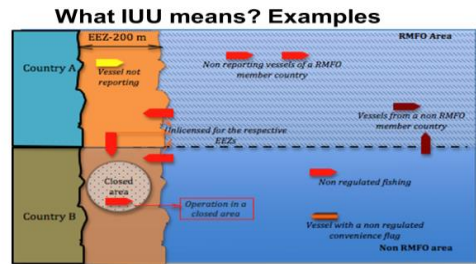 What IUU means? Examples
EEZ-200 m
RMFO Area
Country A
Vessel not
reporting
Non reporting vessels of a RMFO
member country
Vessels from a non RMFO
member country
Unlicensed for the respective
EEZs
Closed
area
Non regulated fishing
Country B
Operation in a
closed area
Vessel with a non regulated
convenience flag
Non RMFO area